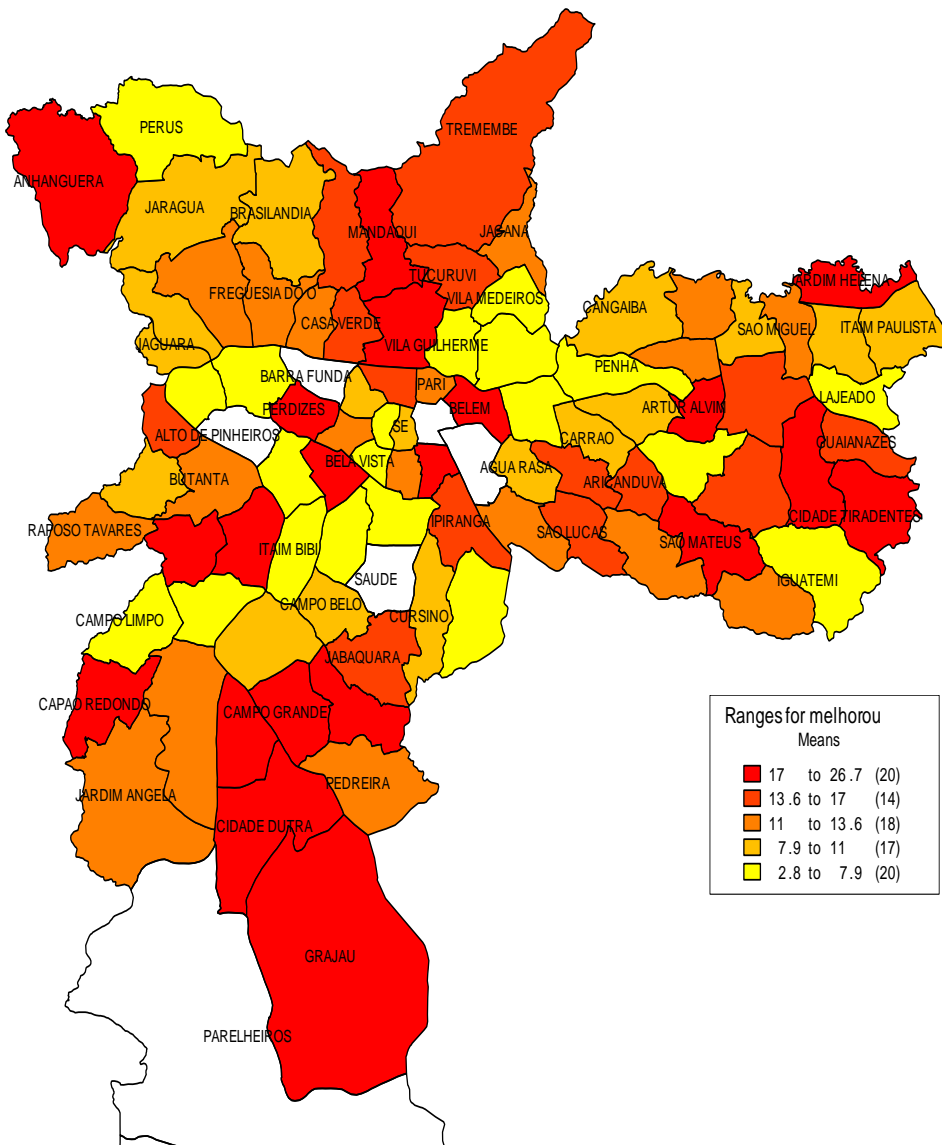 TREMEMBE
PERUS
ANHANGUERA
JARAGUA
BRASILANDIA
MANDAQUI
JASANA
TUCURUVI
JARDIM HELENA
FREGUESIA DO O
VILA MEDEIROS
CANGAIBA
CASA VERDE
SAO MIGUEL
ITAIM PAULISTA
JAGUARA
VILA GUILHERME
PENHA
BARRA FUNDA
PARI
LAJEADO
PERDIZES
BELEM
ARTUR ALVIM
SE
ALTO DE PINHEIROS
CARRAO
GUAIANAZES
BELA VISTA
AGUA RASA
BUTANTA
ARICANDUVA
RAPOSO TAVARES
IPIRANGA
SAO LUCAS
CIDADE TIRADENTES
ITAIM BIBI
SAO MATEUS
SAUDE
IGUATEMI
CAMPO BELO
CAMPO LIMPO
CURSINO
JABAQUARA
CAPAO REDONDO
CAMPO GRANDE
PEDREIRA
JARDIM ANGELA
CIDADE DUTRA
GRAJAU
PARELHEIROS
Ranges for melhorou
Means
17 to 26.7 (20)
13.6 to 17 (14)
11 to 13.6 (18)
7.9 to 11 (17)
2.8 to 7.9 (20)